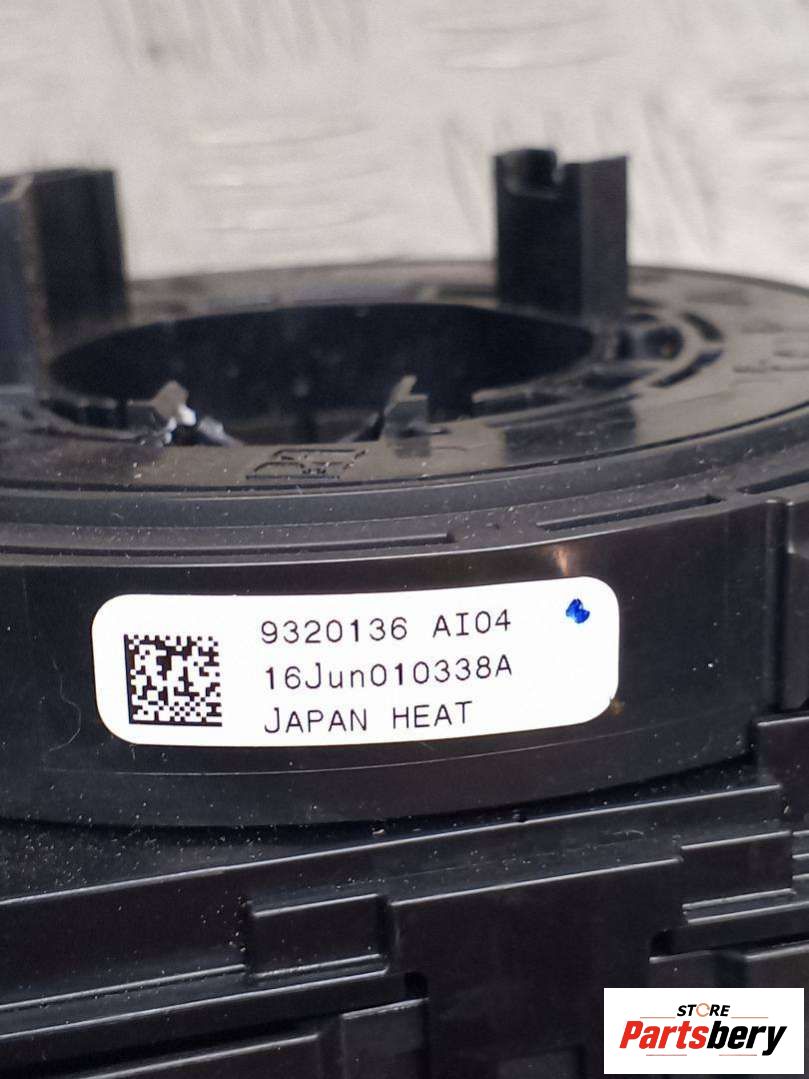 9320136 AI04
16Jun010338A
JAPAN HEAT
STORE
Partsbery